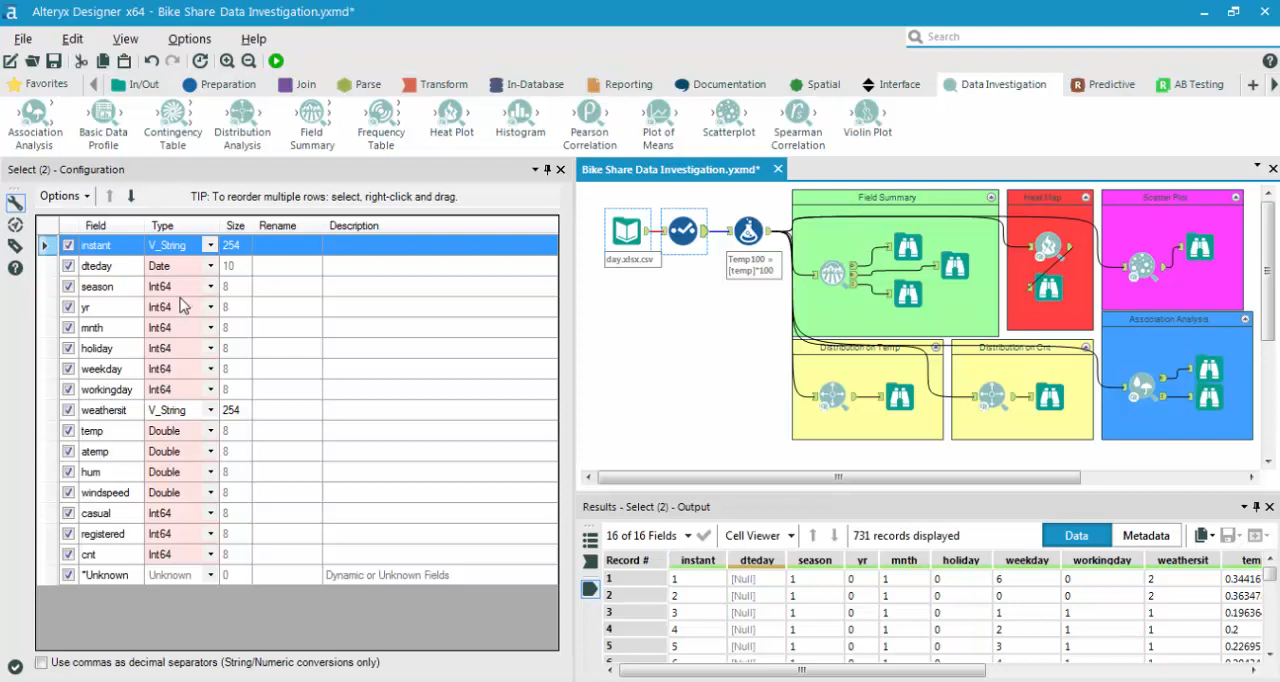 Alteryx Designer x64 - Bike Share Data Investigation.yxmd*
File Edit View Options Help
Search
Favorites In/Out Preparation Join Parse Transform In-Database Reporting Documentation Spatial Interface Data Investigation Predictive AB Testing
Association Analysis
Basic Data Profile
Contingency Table
Distribution Analysis
Field Summary
Frequency Table
Heat Plot
Histogram
Pearson Correlation
Plot of Means
Scatterplot
Spearman Correlation
Violin Plot
Select (2) - Configuration
Options TIP: To reorder multiple rows: select, right-click and drag.
Field Type Size Rename Description
instant V_String 254
dteday Date 10
season Int64 8
yr Int64 8
mnth Int64 8
holiday Int64 8
weekday Int64 8
workingday Int64 8
weathersit V_String 254
temp Double 8
atemp Double 8
hum Double 8
windspeed Double 8
casual Int64 8
registered Int64 8
cnt Int64 8
*Unknown Unknown 0 Dynamic or Unknown Fields
Use commas as decimal separators (String/Numeric conversions only)
Bike Share Data Investigation.yxmd*
day.xlsx.csv
Temp100 =
[temp]*100
Field Summary
Heat Map
Scatter Plot
Distribution on Temp
Distribution on Cnt
Association Analysis
Results - Select (2) - Output
16 of 16 Fields Cell Viewer 731 records displayed Data Metadata
Record # instant dteday season yr mnth holiday weekday workingday weathersit tem
1 1 [Null] 1 0 1 0 6 0 2 0.34416
2 2 [Null] 1 0 1 0 0 0 2 0.36347
3 3 [Null] 1 0 1 0 1 1 1 0.19636
4 4 [Null] 1 0 1 0 2 1 1 0.2
5 5 [Null] 1 0 1 0 3 1 1 0.22695